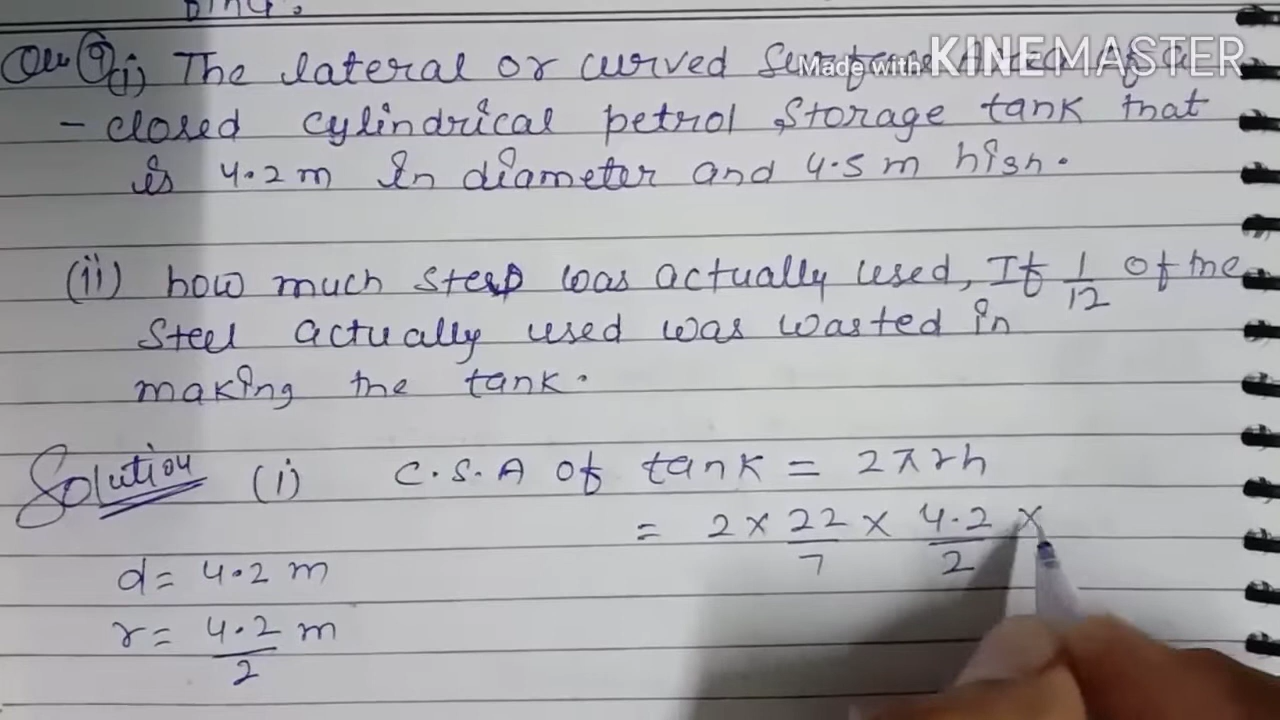 Qu (9) (i) The lateral or curved Surface Area of a
Made with KINEMASTER
- closed cylindrical petrol storage tank that
is 4.2 m in diameter and 4.5 m high.
(ii) how much steel was actually used, If 1/12 of the
steel actually used was wasted in
making the tank.
Solution (i) C.S.A of tank = 2πrh
= 2 × 22/7 × 4.2/2 ×
d = 4.2 m
r = 4.2/2 m